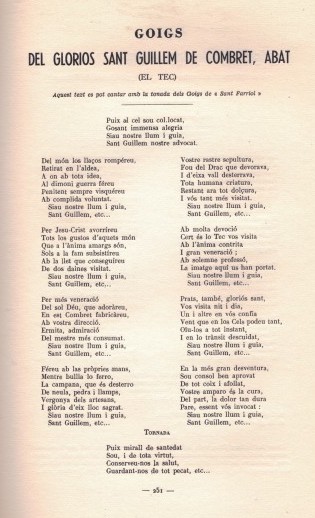 GOIGS
DEL GLORIOS SANT GUILLEM DE COMBRET, ABAT
(EL TEC)
Aquest text es pot cantar amb la tonada dels Goigs de « Sant Farriol »
Puix al cel sou col.locat,
Gosant immensa alegria
Siau nostre llum i guia,
Sant Guillem nostre advocat.
Del món los llaços rompéreu,
Retirat en l'aldea,
A on ab tots idea,
Al dimoni guerra féreu
Penitent sempre visquéreu
Ab complida voluntat.
Siau nostre llum i guia,
Sant Guillem, etc...
Per Jesu-Crist avorríreu
Tots los gustos d'aquets món
Que a l'ànima amargs són,
Sols a la fam subsistíreu
Ab la llet que conseguíreu
De dos daines visitat.
Siau nostre llum i guia,
Sant Guillem, etc...
Per més veneració
Del sol Déu, que adoràreu,
En est Combret fabricàreu,
Ab vostra direcció.
Ermita, admiració
Del mestre més consumat.
Siau nostre llum i guia,
Sant Guillem, etc...
Féreu ab las pròpries mans,
Mentra bullia lo ferro,
La campana, que és desterro
De neula, pedra i llamps,
Vergunya dels artesans,
I glòria d'eix lloc sagrat.
Siau nostre llum i guia,
Sant Guillem, etc...
Vostre rastre sepultura,
Fou del Drac que devorava,
I d'eixa vall desterrava,
Tota humana criatura,
Restant ara tot dolçura,
I vós tant més visitat.
Siau nostre llum i guia,
Sant Guillem, etc...
Ab molta devoció
Cert és lo Tec vos visita
Ab l'ànima contrita
I gran veneració ;
Ab solemne professó,
La imatge aquí us han portat.
Siau nostre llum i guia,
Sant Guillem, etc...
Prats, també, gloriós sant,
Vos visita nit i dia,
Un i altre en vós confia
Vent que en los Cels podeu tant,
Oïu-los a tot instant,
I en lo trànsit descuidat,
Siau nostre llum i guia,
Sant Guillem, etc...
En la més gran desventura,
Sou consol ben aprovat
De tot coix i afollat,
Vostre amparo és la cura,
Del part, la dolor tan dura
Pare, essent vós invocat :
Siau nostre llum i guia,
Sant Guillem, etc...
TORNADA
Puix mirall de santedat
Sou, i de tota virtut,
Conserveu-nos la salut,
Guardant-nos de tot pecat, etc...
— 251 —